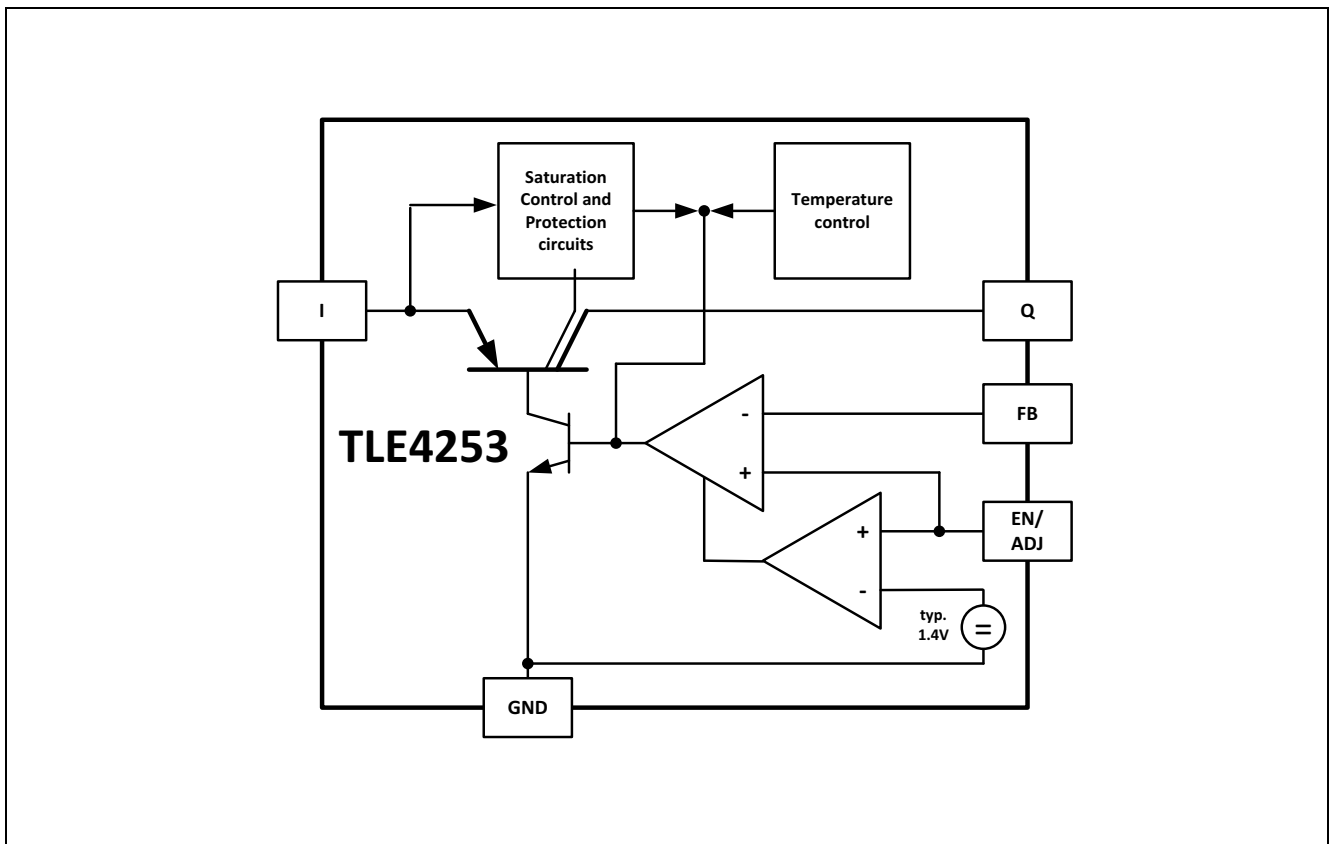 Saturation
Control and
Protection
circuits
Temperature
control
I
Q
TLE4253
-
FB
+
EN/
ADJ
+
-
typ.
1.4V
=
GND